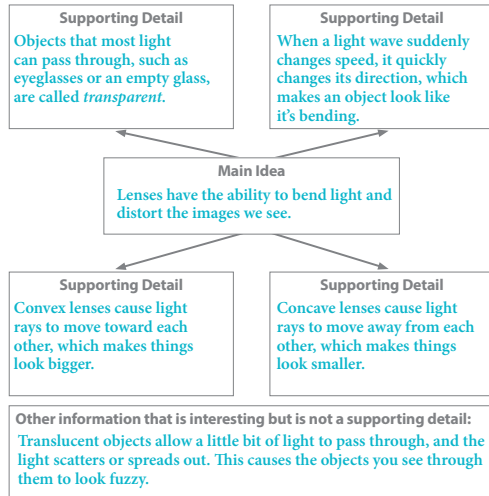 Supporting Detail
Objects that most light
can pass through, such as
eyeglasses or an empty glass,
are called transparent.
Supporting Detail
When a light wave suddenly
changes speed, it quickly
changes its direction, which
makes an object look like
it's bending.
Main Idea
Lenses have the ability to bend light and
distort the images we see.
Supporting Detail
Convex lenses cause light
rays to move toward each
other, which makes things
look bigger.
Supporting Detail
Concave lenses cause light
rays to move away from each
other, which makes things
look smaller.
Other information that is interesting but is not a supporting detail:
Translucent objects allow a little bit of light to pass through, and the
light scatters or spreads out. This causes the objects you see through
them to look fuzzy.